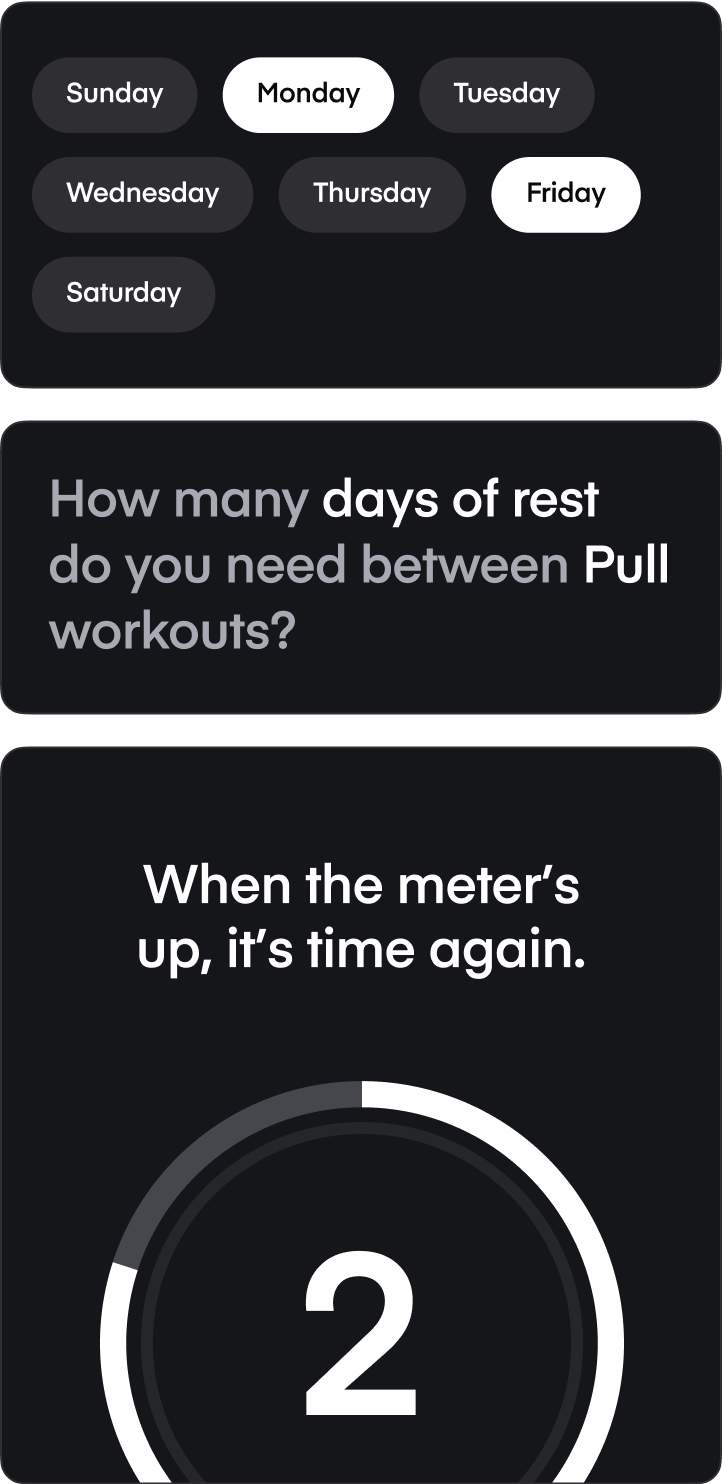 Sunday Monday Tuesday
Wednesday Thursday Friday
Saturday
How many days of rest
do you need between Pull
workouts?
When the meter’s
up, it’s time again.
2